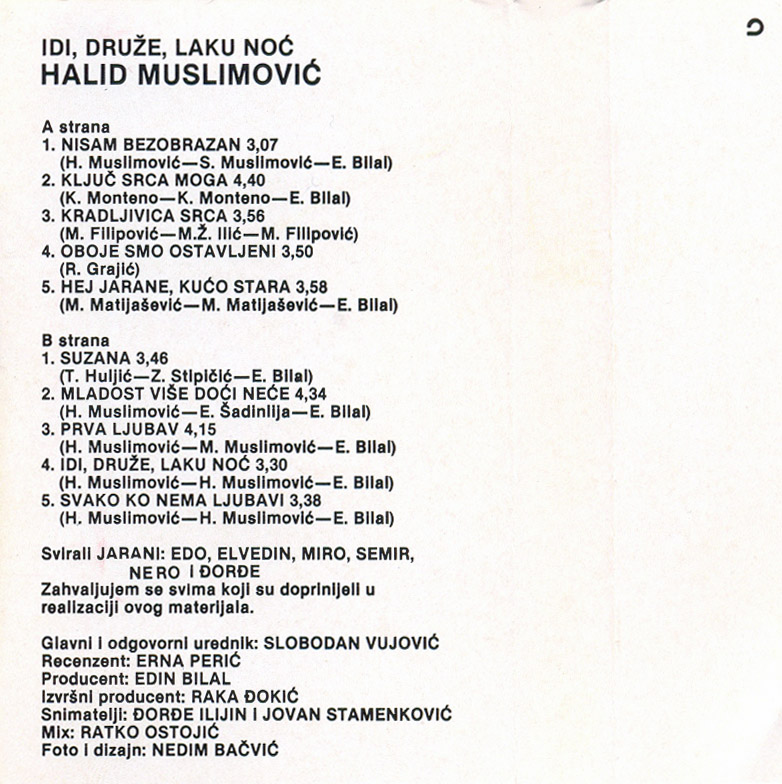 IDI, DRUŽE, LAKU NOĆ
HALID MUSLIMOVIĆ
A strana
1. NISAM BEZOBRAZAN 3,07
(H. Muslimović—S. Muslimović—E. Bilal)
2. KLJUČ SRCA MOGA 4,40
(K. Monteno—K. Monteno—E. Bilal)
3. KRADLJIVICA SRCA 3,56
(M. Filipović—M.Ž. Ilić—M. Filipović)
4. OBOJE SMO OSTAVLJENI 3,50
(R. Grajić)
5. HEJ JARANE, KUĆO STARA 3,58
(M. Matijašević—M. Matijašević—E. Bilal)
B strana
1. SUZANA 3,46
(T. Huljić—Z. Stipičić—E. Bilal)
2. MLADOST VIŠE DOĆI NEĆE 4,34
(H. Muslimović—E. Šadinlija—E. Bilal)
3. PRVA LJUBAV 4,15
(H. Muslimović—M. Muslimović—E. Bilal)
4. IDI, DRUŽE, LAKU NOĆ 3,30
(H. Muslimović—H. Muslimović—E. Bilal)
5. SVAKO KO NEMA LJUBAVI 3,38
(H. Muslimović—H. Muslimović—E. Bilal)
Svirali JARANI: EDO, ELVEDIN, MIRO, SEMIR,
NERO I ĐORĐE
Zahvaljujem se svima koji su doprinijeli u
realizaciji ovog materijala.
Glavni i odgovorni urednik: SLOBODAN VUJOVIĆ
Recenzent: ERNA PERIĆ
Producent: EDIN BILAL
Izvršni producent: RAKA ĐOKIĆ
Snimatelji: ĐORĐE ILIJIN I JOVAN STAMENKOVIĆ
Mix: RATKO OSTOJIĆ
Foto i dizajn: NEDIM BAČVIĆ